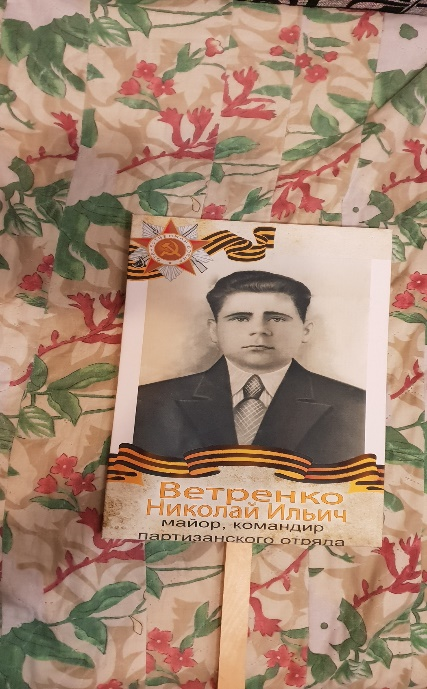 Ветренко
Николай Ильич
майор, командир
партизанского отряда